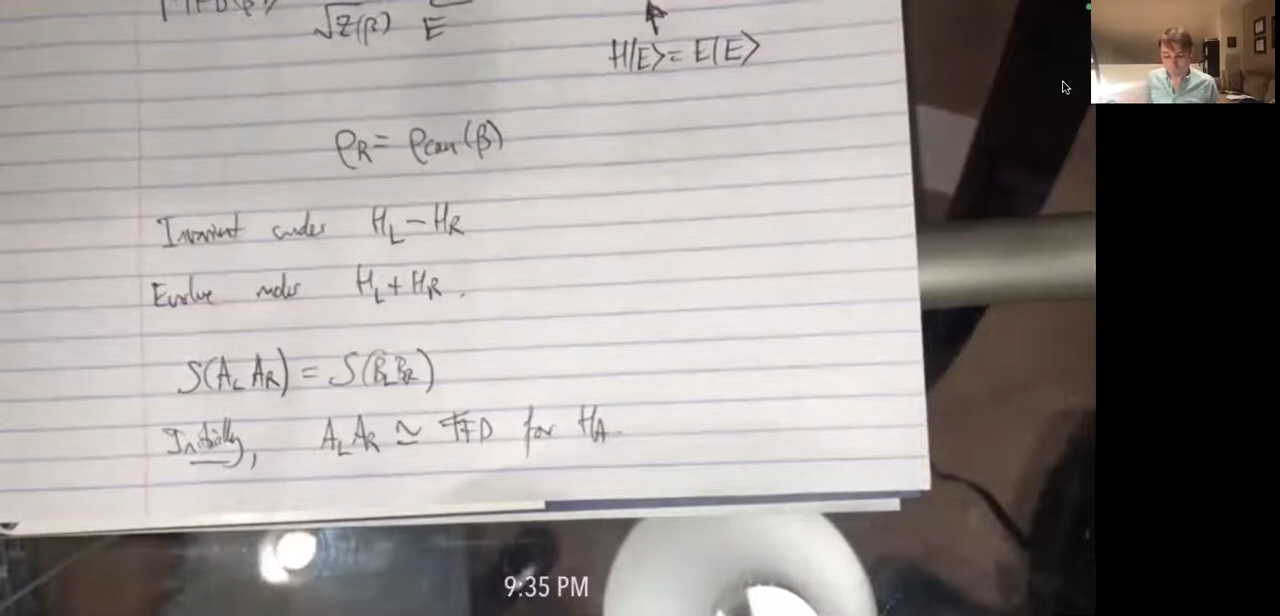 √Z(β) E
H|E⟩ = E|E⟩
ρR = ρcan(β)
Invariant under HL − HR
Evolve under HL + HR.
S(AL AR) = S(BL BR)
Initially, AL AR ≃ TFD for HA
9:35 PM